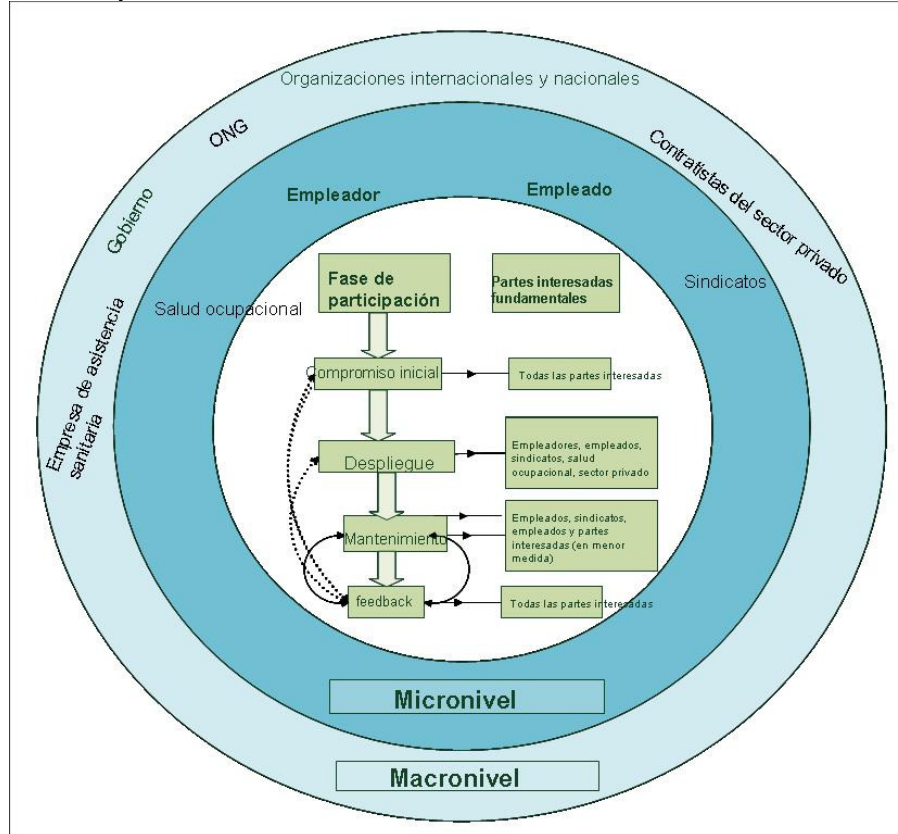 Organizaciones internacionales y nacionales
ONG
Contratistas del sector privado
Gobierno
Empresa de asistencia
sanitaria
Empleador
Empleado
Salud ocupacional
Sindicatos
Fase de
participación
Partes interesadas
fundamentales
Compromiso inicial
Todas las partes interesadas
Despliegue
Empleadores, empleados,
sindicatos, salud
ocupacional, sector privado
Mantenimiento
Empleados, sindicatos,
empleados y partes
interesadas (en menor
medida)
feedback
Todas las partes interesadas
Micronivel
Macronivel